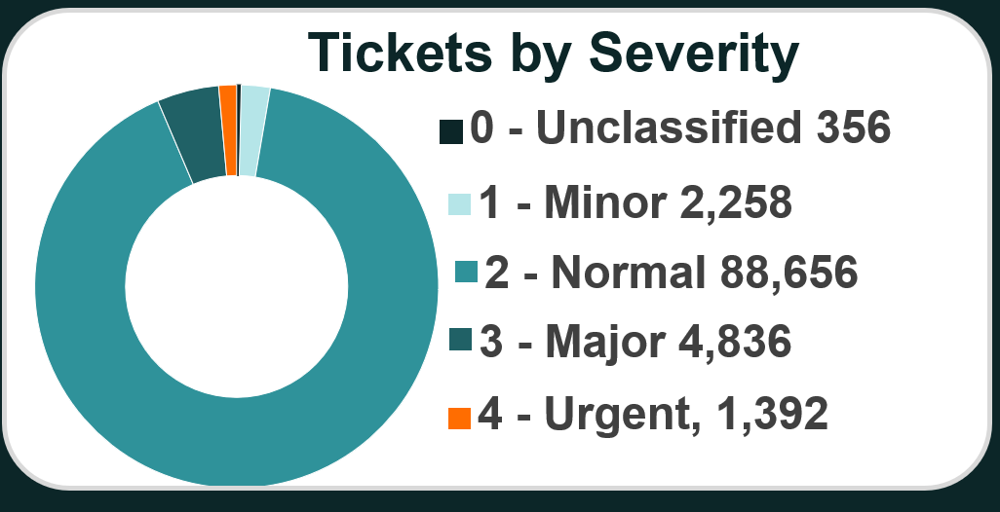 Tickets by Severity
0 - Unclassified 356
1 - Minor 2,258
2 - Normal 88,656
3 - Major 4,836
4 - Urgent, 1,392